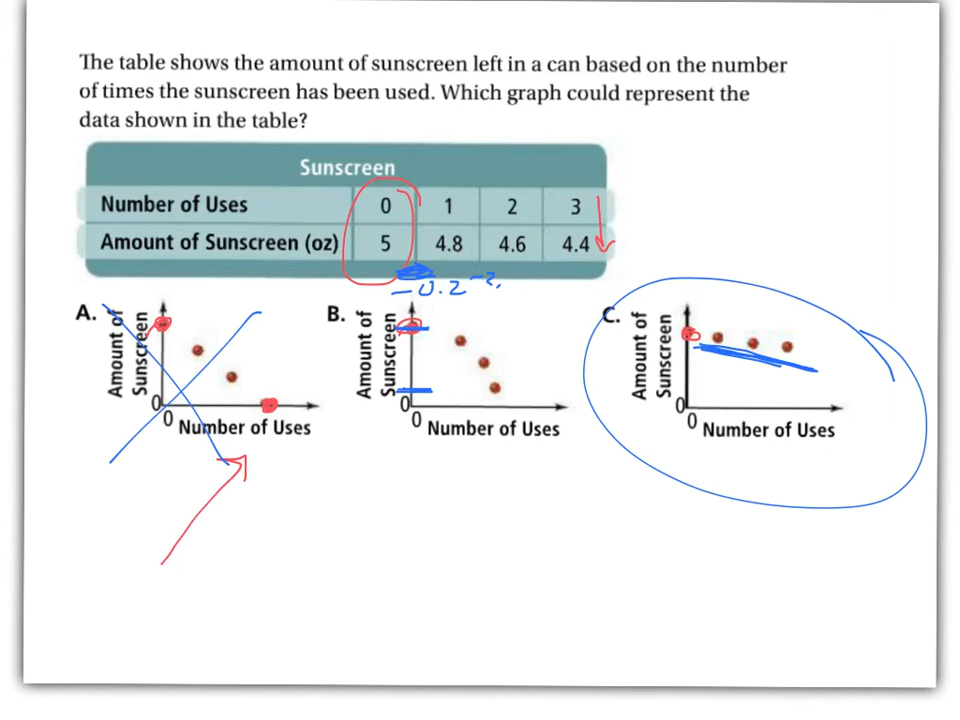 The table shows the amount of sunscreen left in a can based on the number
of times the sunscreen has been used. Which graph could represent the
data shown in the table?
Sunscreen
Number of Uses 0 1 2 3
Amount of Sunscreen (oz) 5 4.8 4.6 4.4
-0.2
A.
Amount of
Sunscreen
0
0
Number of Uses
B.
Amount of
Sunscreen
0
0
Number of Uses
C.
Amount of
Sunscreen
0
0
Number of Uses